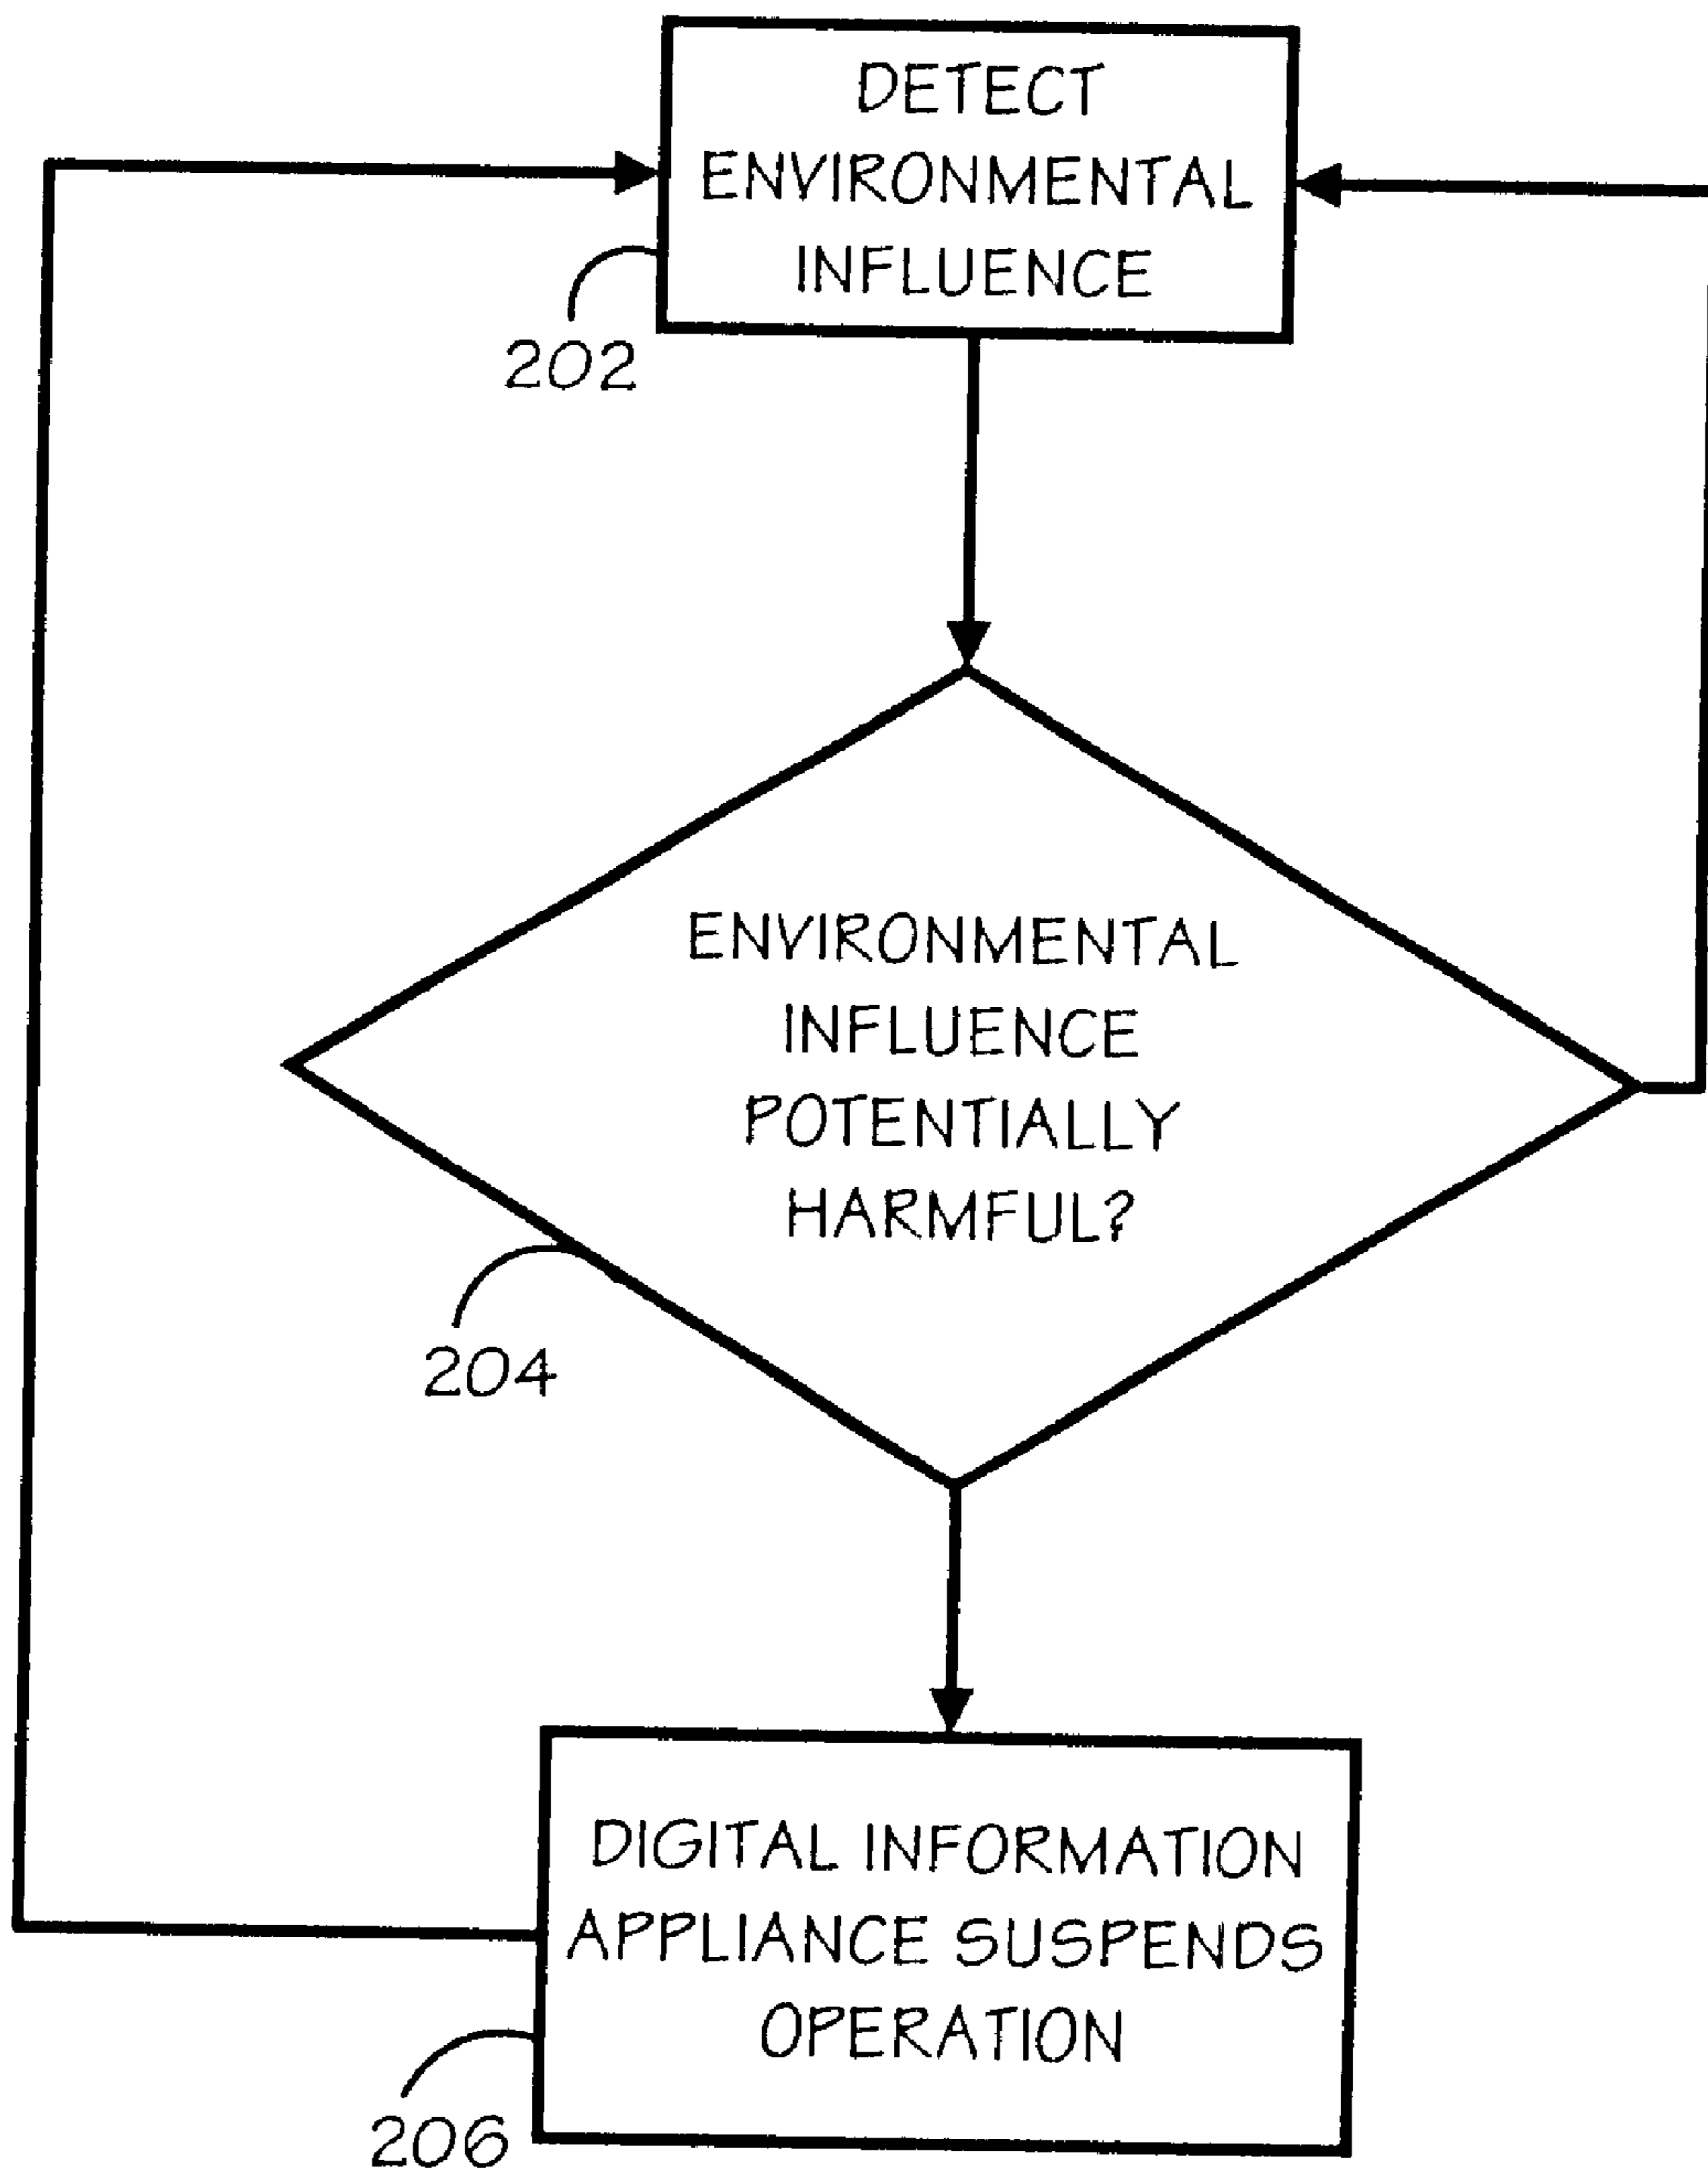 DETECT
ENVIRONMENTAL
INFLUENCE
202
ENVIRONMENTAL
INFLUENCE
POTENTIALLY
HARMFUL?
204
DIGITAL INFORMATION
APPLIANCE SUSPENDS
OPERATION
206